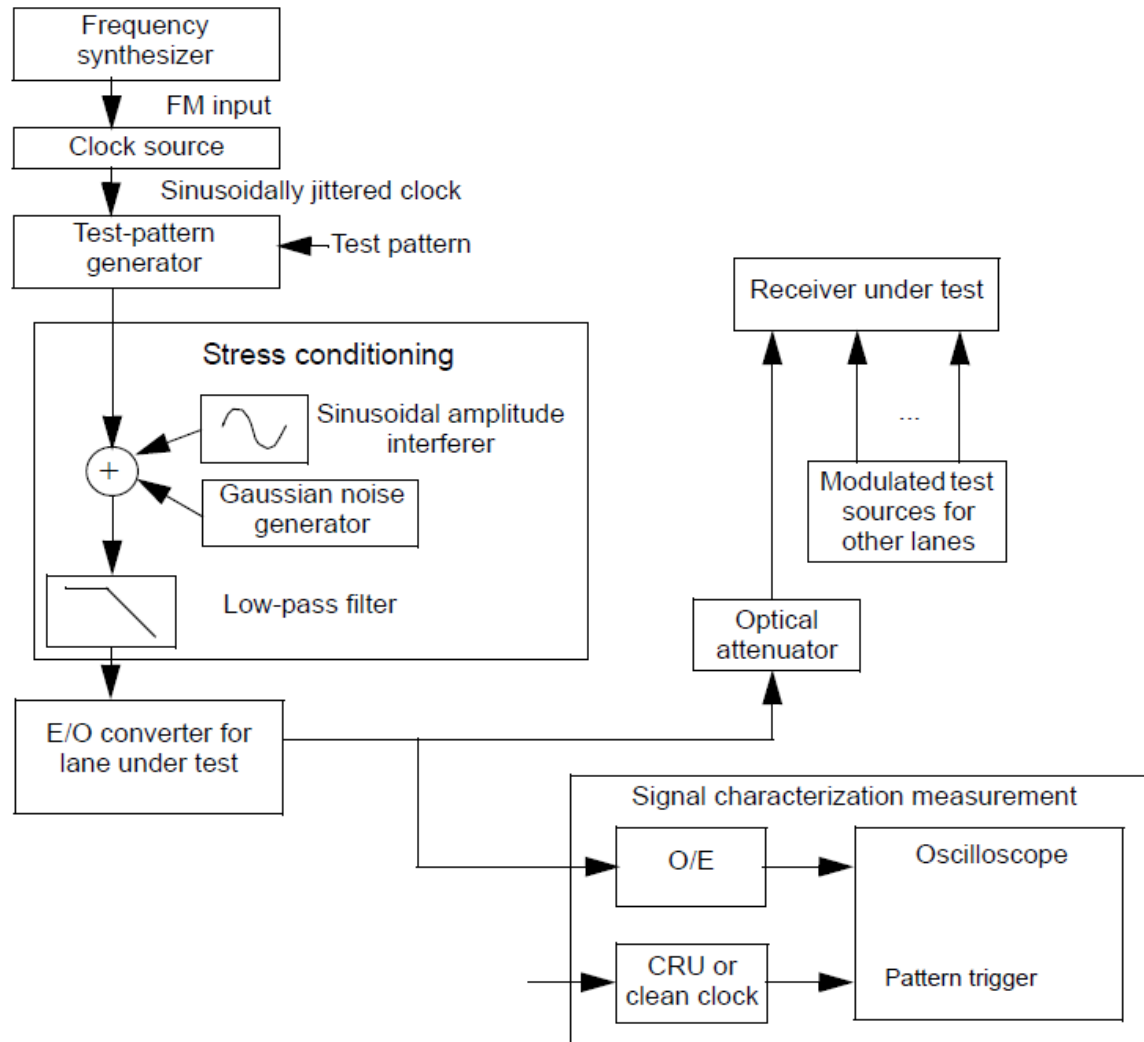 Frequency
synthesizer
FM input
Clock source
Sinusoidally jittered clock
Test-pattern
generator
Test pattern
Receiver under test
Stress conditioning
Sinusoidal amplitude
interferer
+
Gaussian noise
generator
Low-pass filter
...
Modulated test
sources for
other lanes
Optical
attenuator
E/O converter for
lane under test
Signal characterization measurement
O/E
Oscilloscope
CRU or
clean clock
Pattern trigger